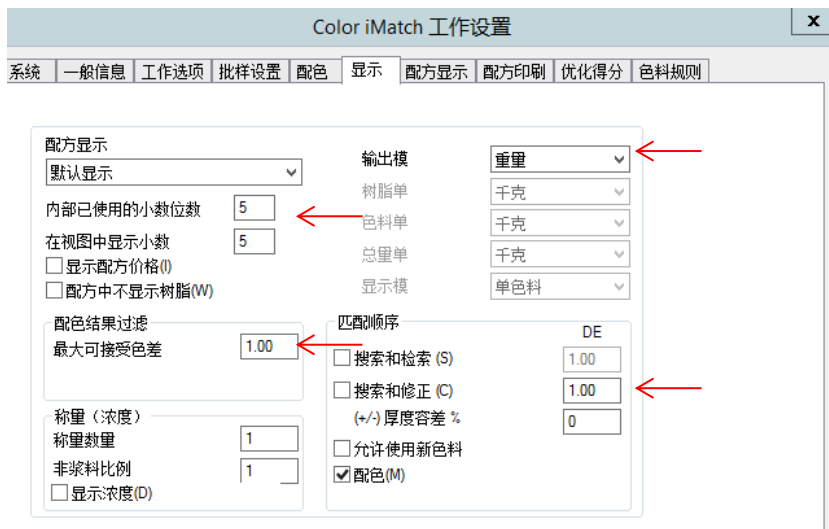 Color iMatch 工作设置
x
系统 一般信息 工作选项 批样设置 配色 显示 配方显示 配方印刷 优化得分 色料规则
配方显示
默认显示
内部已使用的小数位数 5
在视图中显示小数 5
显示配方价格(I)
配方中不显示树脂(W)
输出模 重量
树脂单 千克
色料单 千克
总量单 千克
显示模 单色料
配色结果过滤
最大可接受色差 1.00
称量（浓度）
称量数量 1
非浆料比例 1
显示浓度(D)
匹配顺序
DE
搜索和检索 (S) 1.00
搜索和修正 (C) 1.00
(+/-) 厚度容差 % 0
允许使用新色料
配色(M)